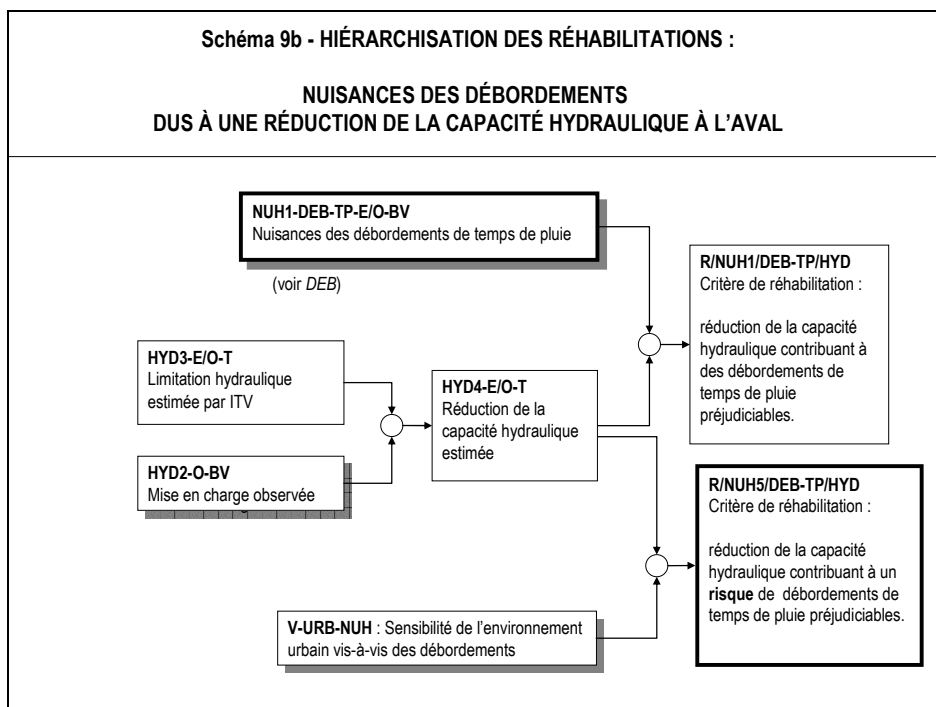 Schéma 9b - HIÉRARCHISATION DES RÉHABILITATIONS :
NUISANCES DES DÉBORDEMENTS
DUS À UNE RÉDUCTION DE LA CAPACITÉ HYDRAULIQUE À L’AVAL
NUH1-DEB-TP-E/O-BV
Nuisances des débordements de temps de pluie
(voir DEB)
R/NUH1/DEB-TP/HYD
Critère de réhabilitation :
réduction de la capacité
hydraulique contribuant à
des débordements de
temps de pluie
préjudiciables.
HYD3-E/O-T
Limitation hydraulique
estimée par ITV
HYD4-E/O-T
Réduction de la
capacité hydraulique
estimée
HYD2-O-BV
Mise en charge observée
R/NUH5/DEB-TP/HYD
Critère de réhabilitation :
réduction de la capacité
hydraulique contribuant à un
risque de débordements de
temps de pluie préjudiciables.
V-URB-NUH : Sensibilité de l’environnement
urbain vis-à-vis des débordements